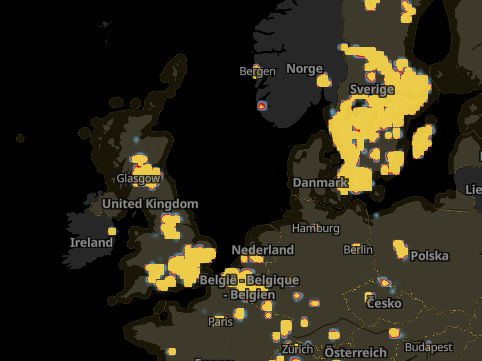 Bergen
Norge
Sverige
Glasgow
Danmark
United Kingdom
Hamburg
Ireland
Nederland
Berlin
Polska
België - Belgique
- Belgien
Česko
Paris
Zürich
Österreich
Budapest